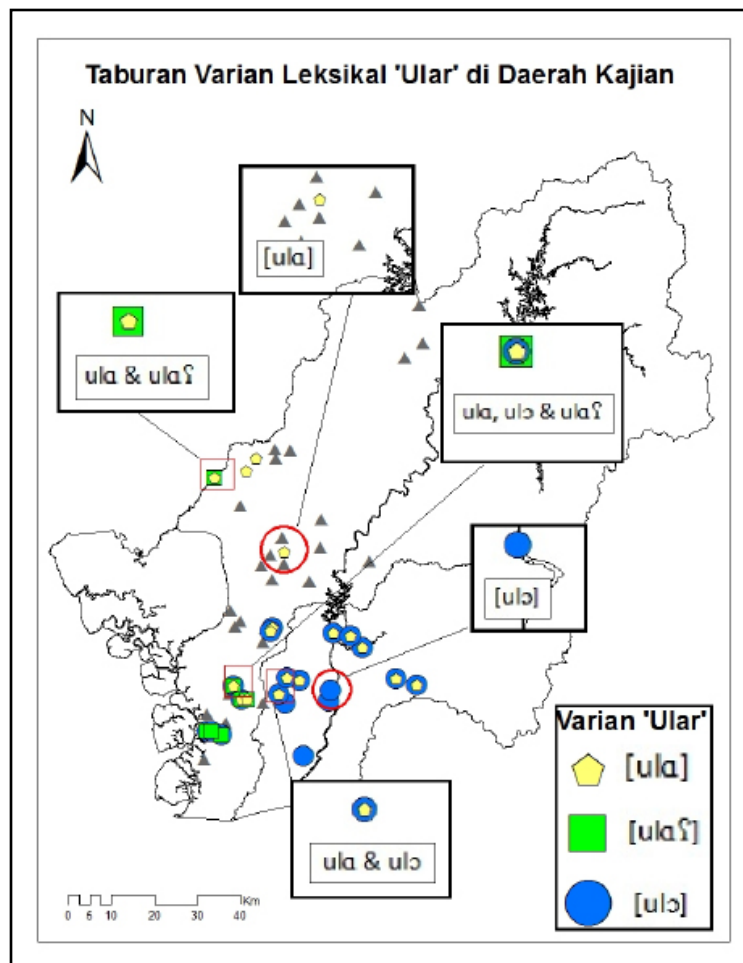 Taburan Varian Leksikal 'Ular' di Daerah Kajian
N
[ulɑ]
ulɑ & ulɑʕ
ulɑ, ulɔ & ulɑʕ
[ulɔ]
ulɑ & ulɔ
Varian 'Ular'
[ulɑ]
[ulɑʕ]
[ulɔ]
Km
0 5 10 20 30 40